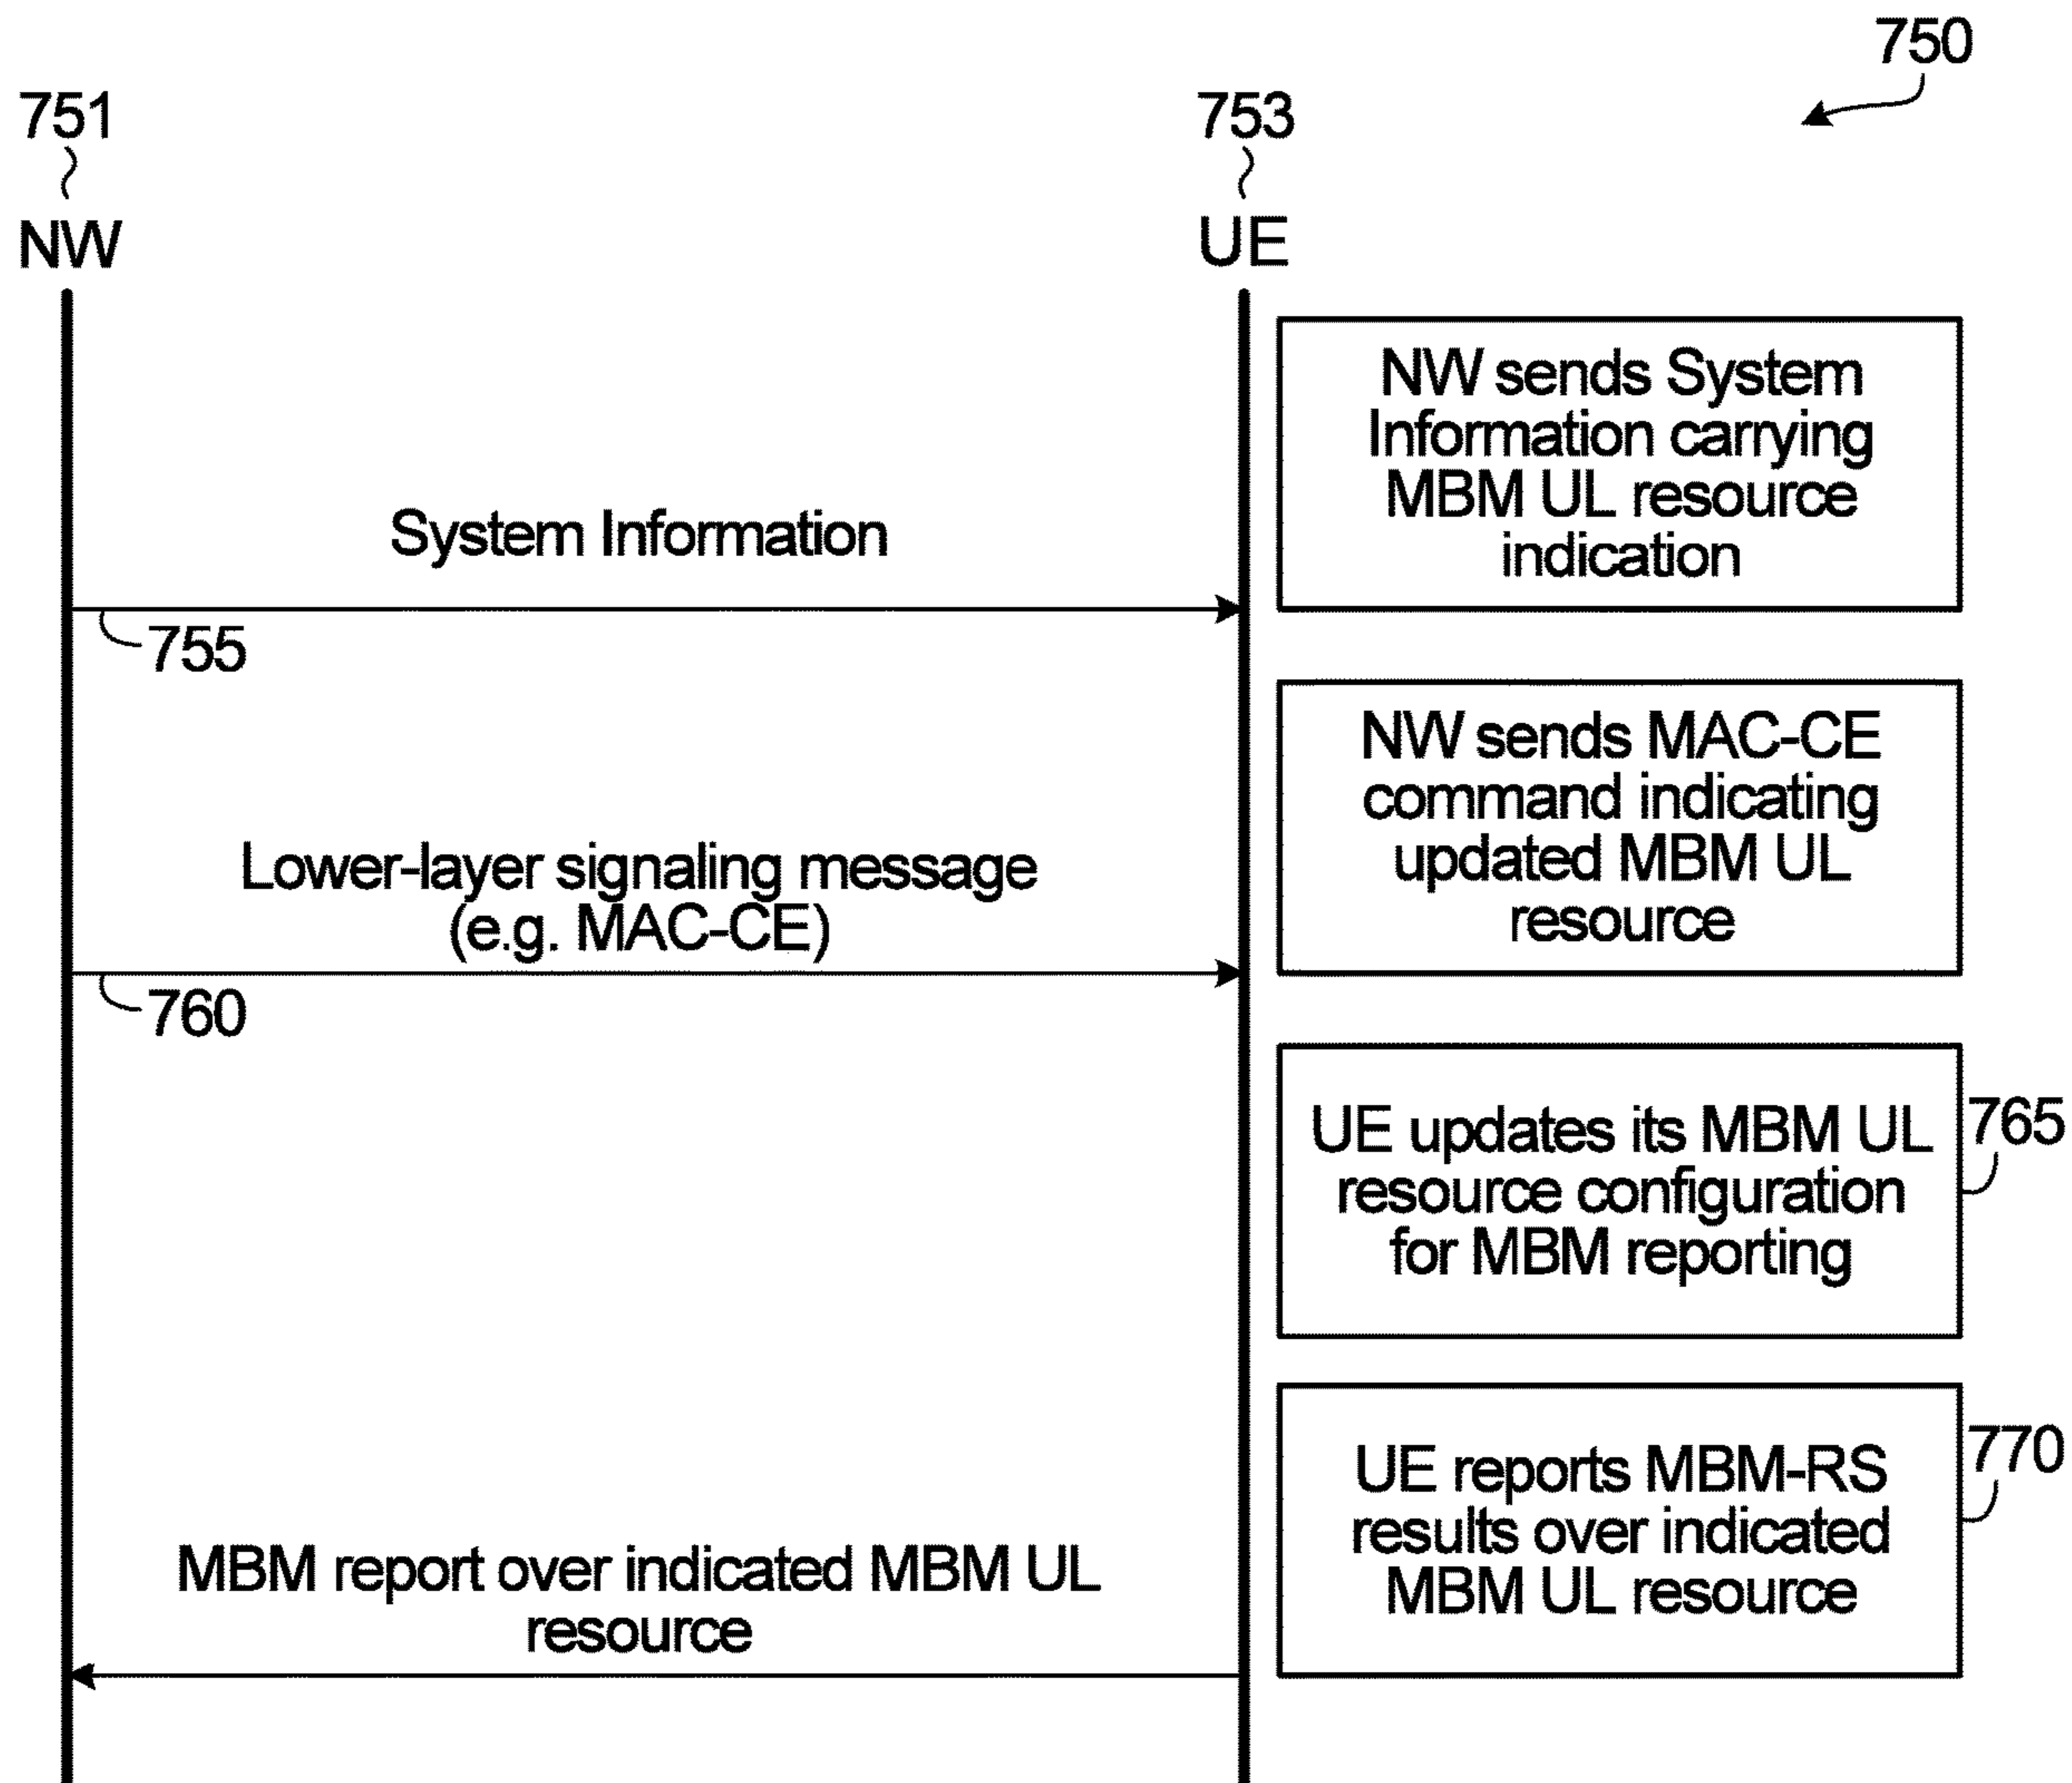 750
751
753
NW
UE
NW sends System
Information carrying
MBM UL resource
indication
System Information
755
NW sends MAC-CE
command indicating
updated MBM UL
resource
Lower-layer signaling message
(e.g. MAC-CE)
760
UE updates its MBM UL
resource configuration
for MBM reporting
765
UE reports MBM-RS
results over indicated
MBM UL resource
770
MBM report over indicated MBM UL
resource